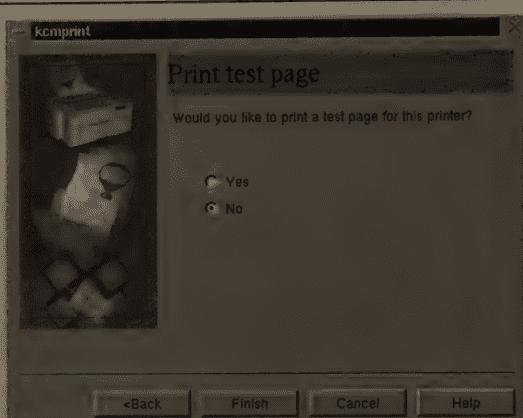 kcmprint
Print test page
Would you like to print a test page for this printer?
Yes
No
<Back
Finish
Cancel
Help